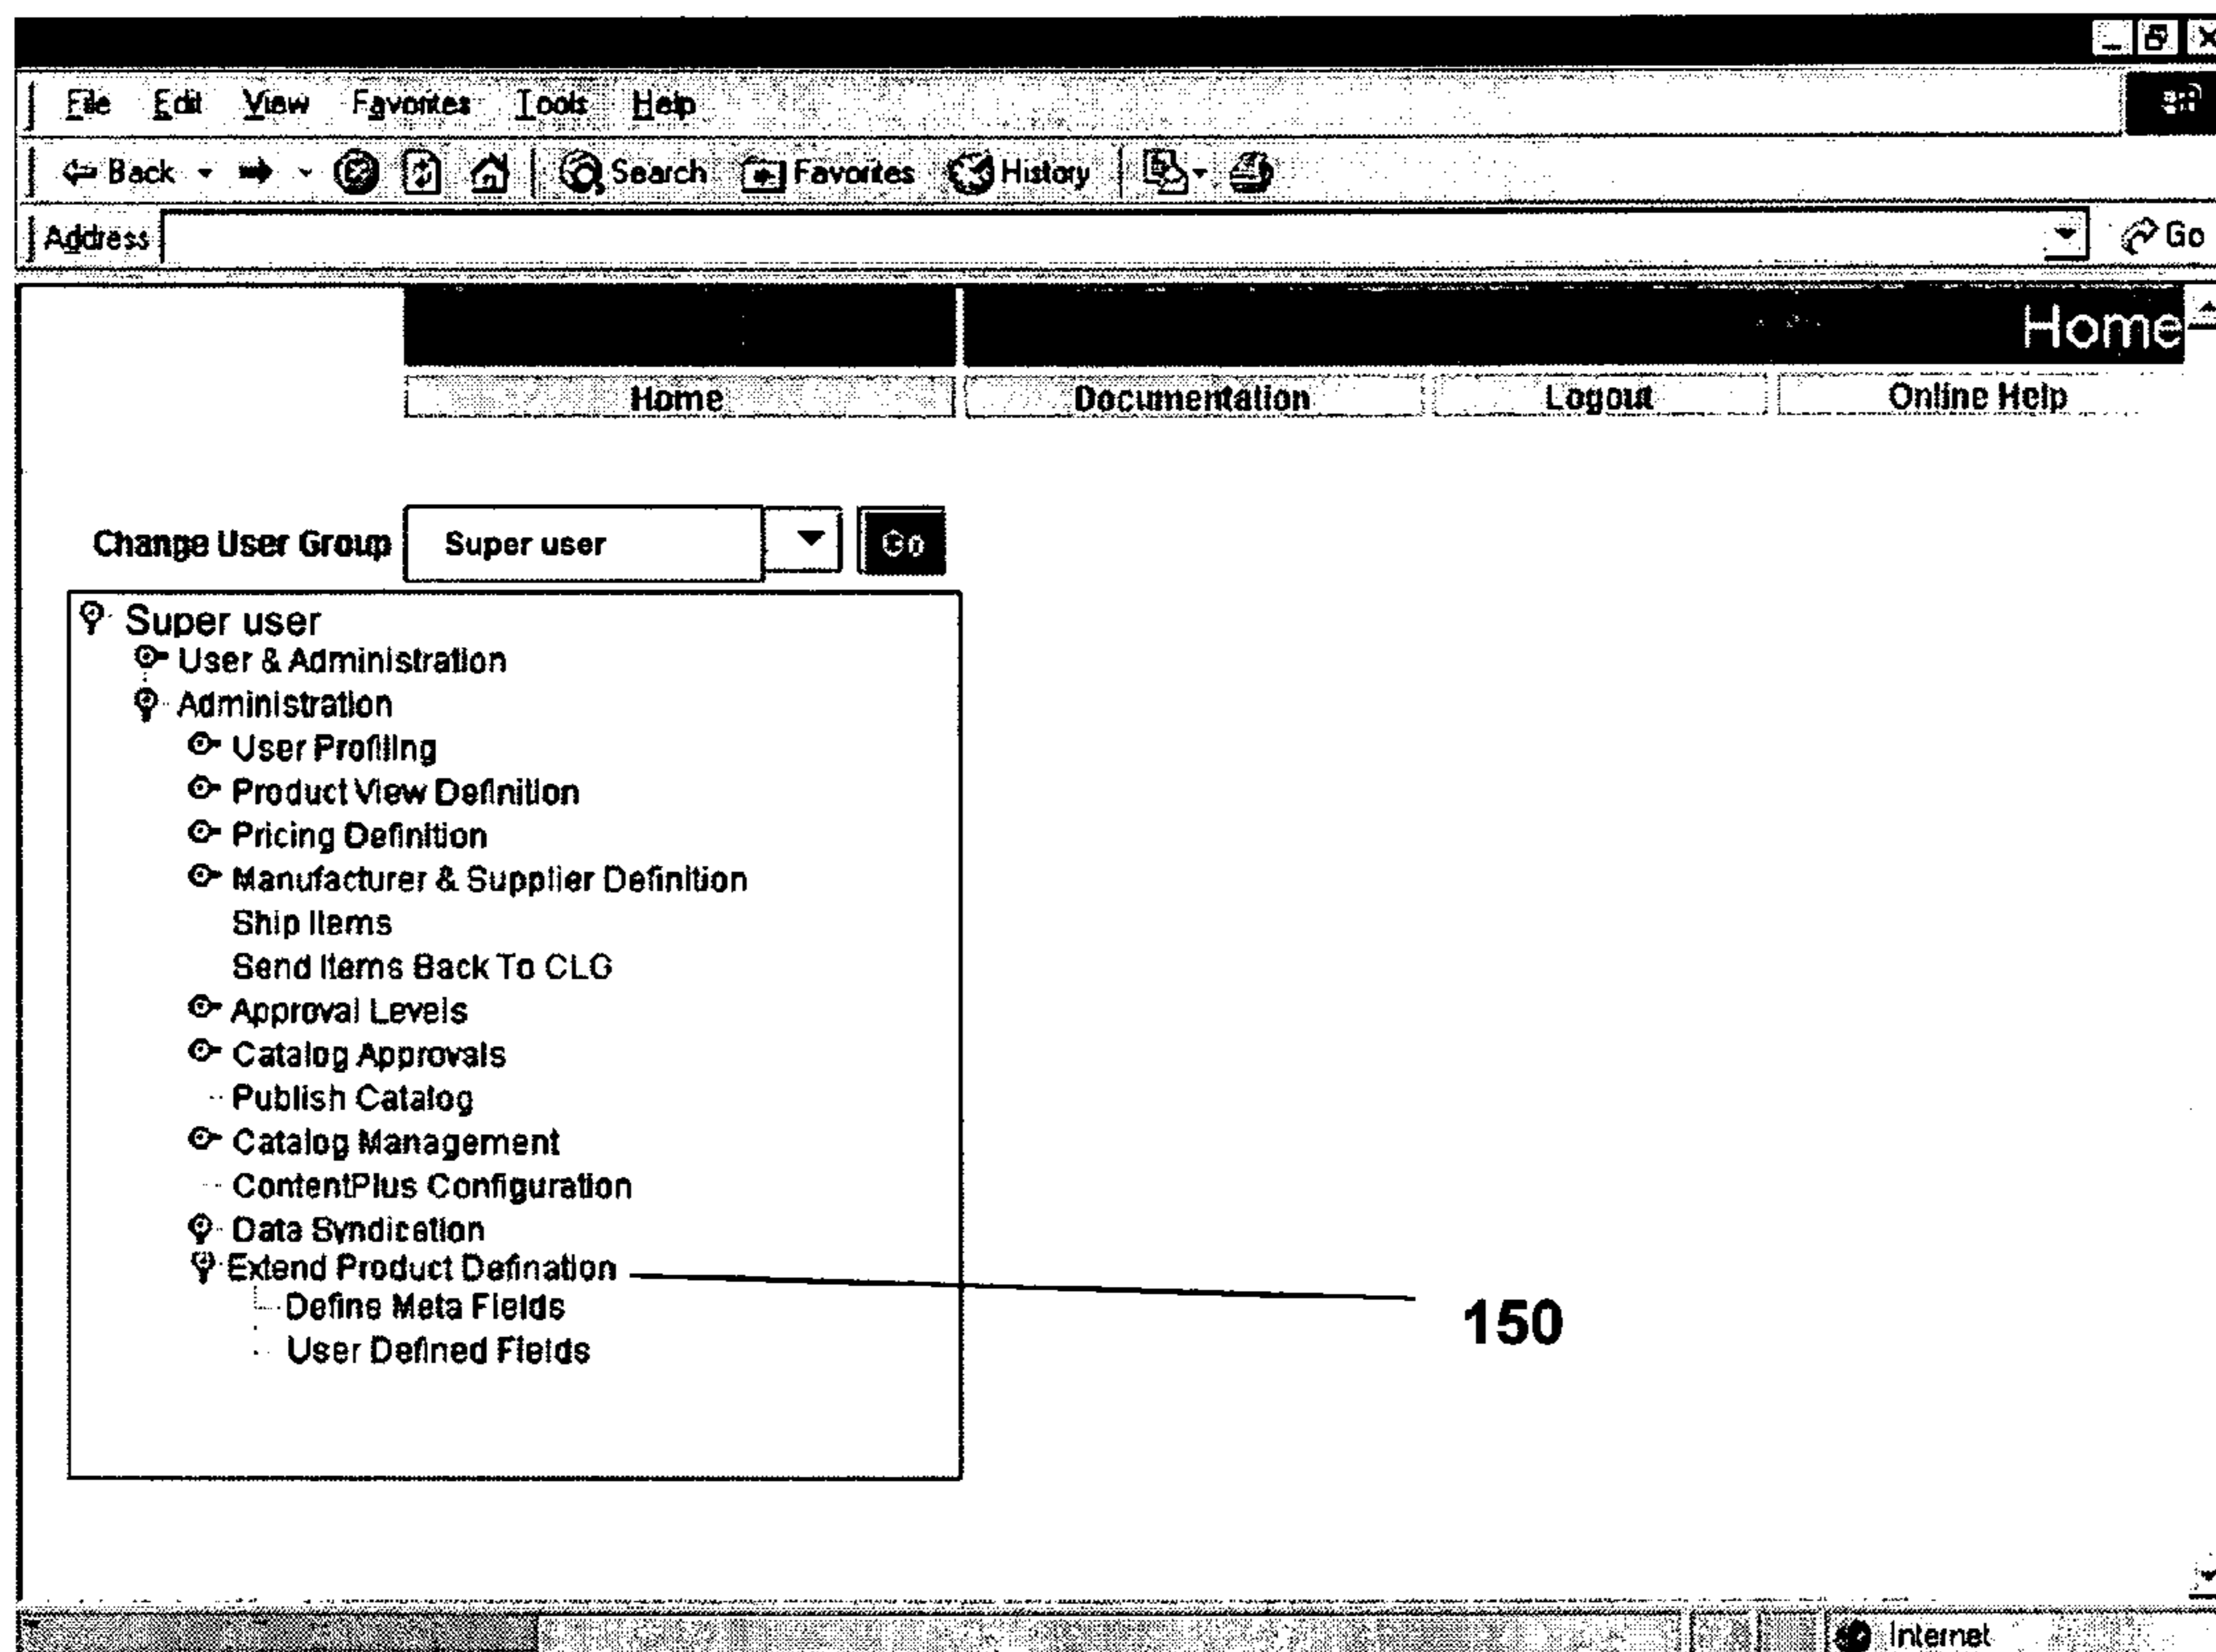 File Edit View Favorites Tools Help
Back Search Favorites History
Address Go
Home
Home Documentation Logout Online Help
Change User Group Super user Go
Super user
User & Administration
Administration
User Profiling
Product View Definition
Pricing Definition
Manufacturer & Supplier Definition
Ship Items
Send Items Back To CLG
Approval Levels
Catalog Approvals
Publish Catalog
Catalog Management
ContentPlus Configuration
Data Syndication
Extend Product Defination
Define Meta Fields
User Defined Fields
150
Internet